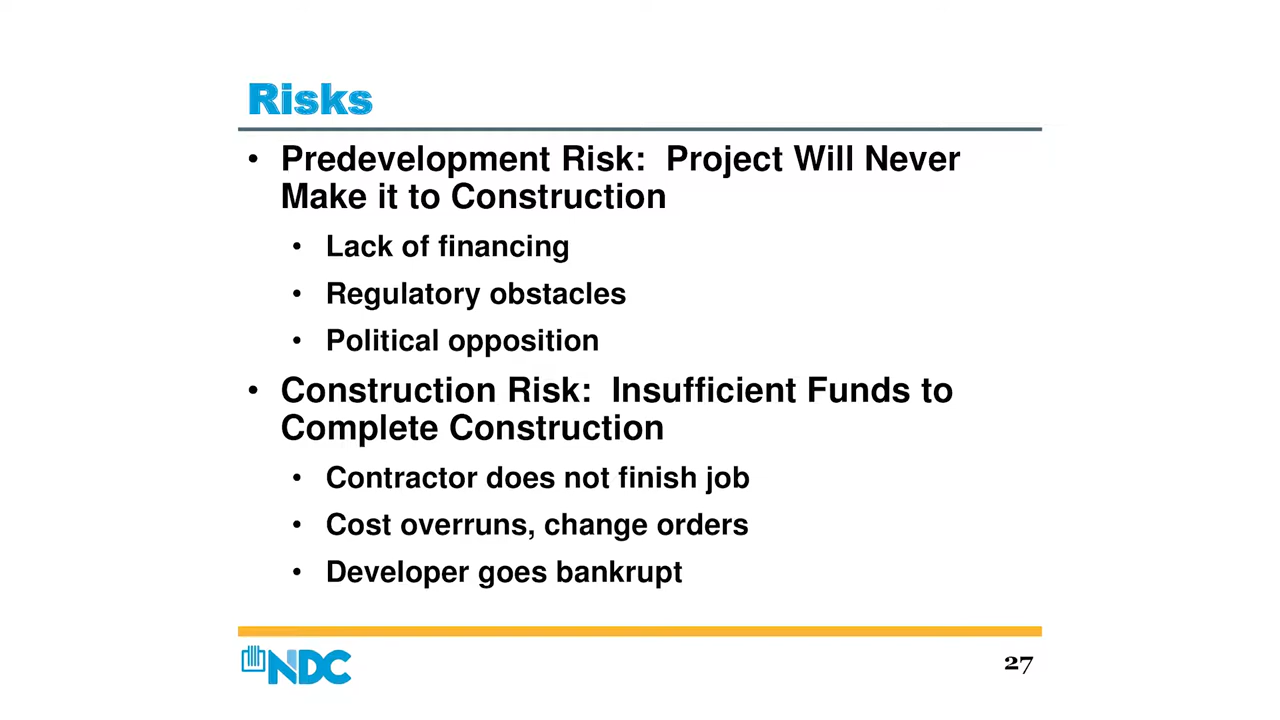 Risks
• Predevelopment Risk:  Project Will Never
Make it to Construction
• Lack of financing
• Regulatory obstacles
• Political opposition
• Construction Risk:  Insufficient Funds to
Complete Construction
• Contractor does not finish job
• Cost overruns, change orders
• Developer goes bankrupt
NDC
27